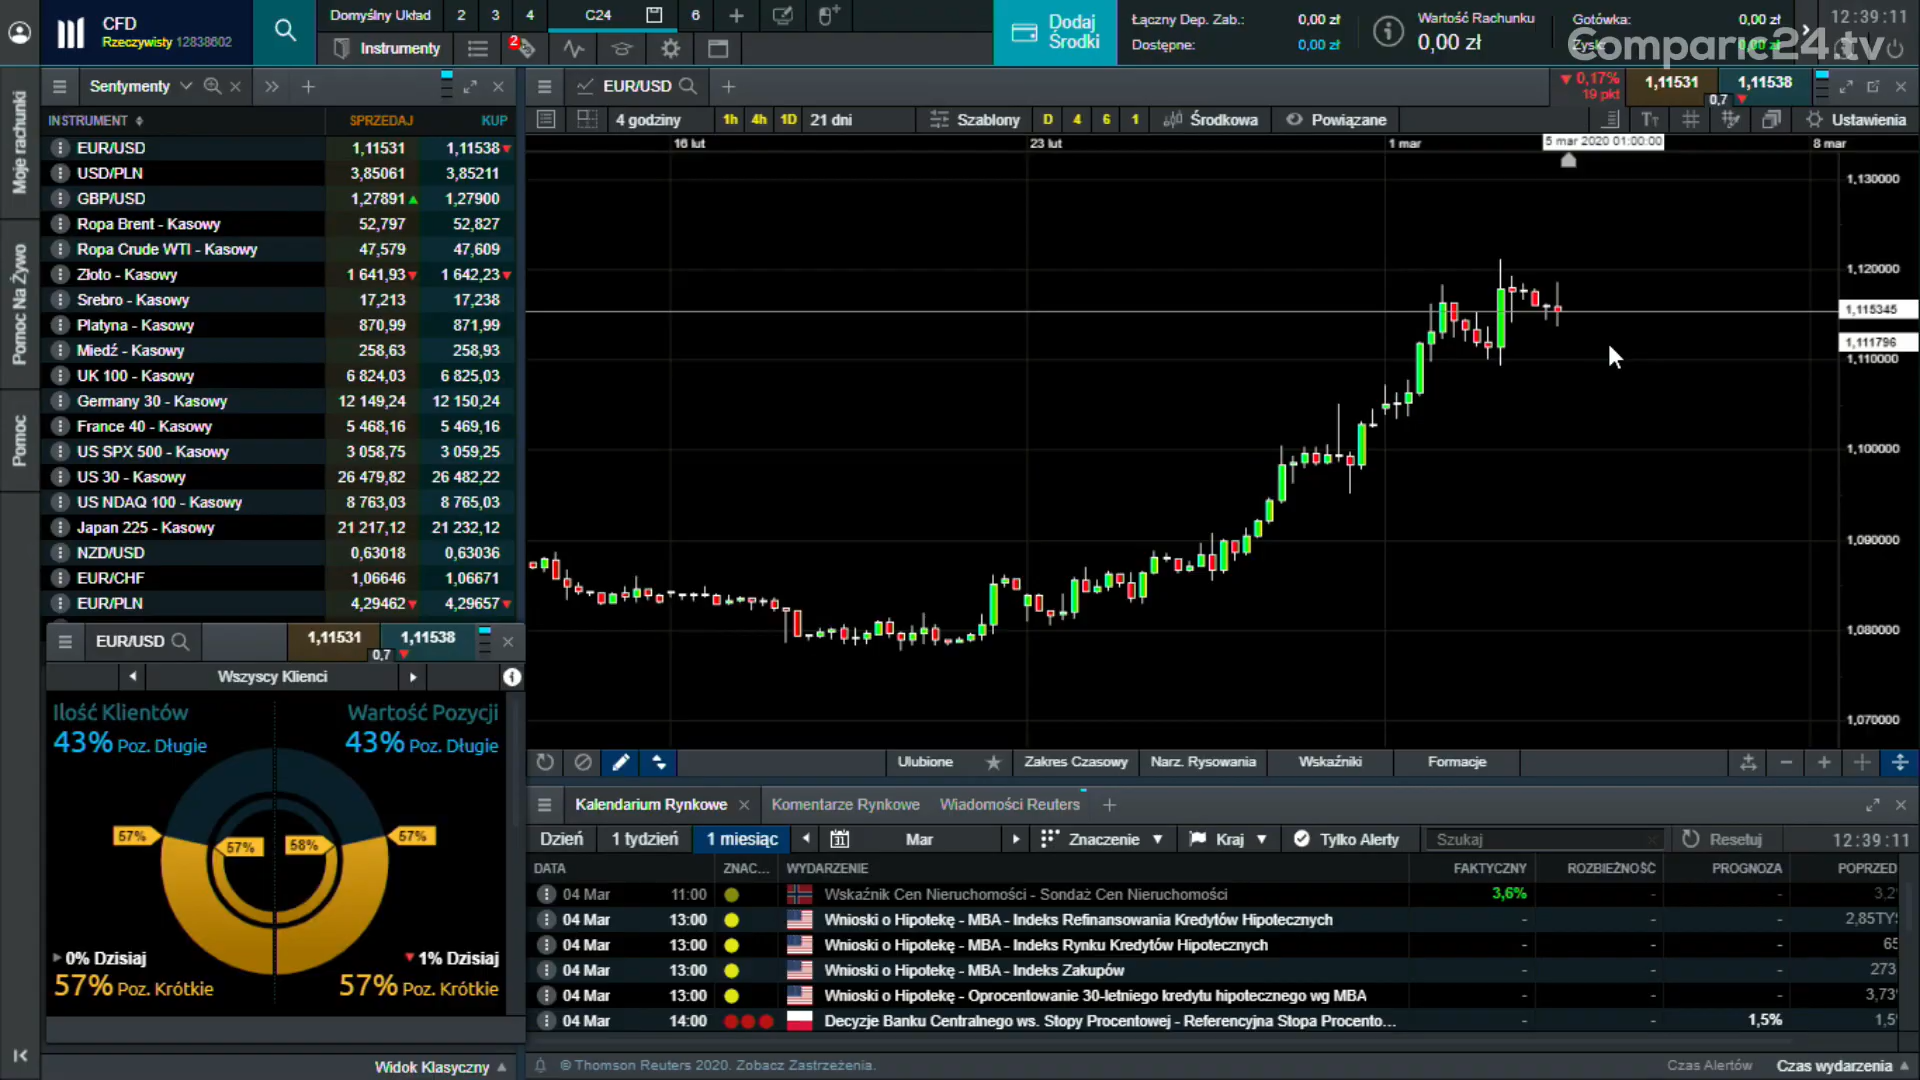 CFD
Rzeczywisty 12838602
Domyślny Układ 2 3 4 C24 6
Instrumenty
2
Dodaj Środki
Łączny Dep. Zab.: 0,00 zł
Dostępne: 0,00 zł
Wartość Rachunku
0,00 zł
Gotówka: 0,00 zł
Zysk:
12:39:11
Comparic24.tv
Moje rachunki
Pomoc Na Żywo
Pomoc
Sentymenty
INSTRUMENT SPRZEDAJ KUP
EUR/USD 1,11531 1,11538
USD/PLN 3,85061 3,85211
GBP/USD 1,27891 1,27900
Ropa Brent - Kasowy 52,797 52,827
Ropa Crude WTI - Kasowy 47,579 47,609
Złoto - Kasowy 1 641,93 1 642,23
Srebro - Kasowy 17,213 17,238
Platyna - Kasowy 870,99 871,99
Miedź - Kasowy 258,63 258,93
UK 100 - Kasowy 6 824,03 6 825,03
Germany 30 - Kasowy 12 149,24 12 150,24
France 40 - Kasowy 5 468,16 5 469,16
US SPX 500 - Kasowy 3 058,75 3 059,25
US 30 - Kasowy 26 479,82 26 482,22
US NDAQ 100 - Kasowy 8 763,03 8 765,03
Japan 225 - Kasowy 21 217,12 21 232,12
NZD/USD 0,63018 0,63036
EUR/CHF 1,06646 1,06671
EUR/PLN 4,29462 4,29657
EUR/USD 1,11531 1,11538
0,7
Wszyscy Klienci
Ilość Klientów Wartość Pozycji
43% Poz. Długie 43% Poz. Długie
57% 57% 58% 57%
0% Dzisiaj 1% Dzisiaj
57% Poz. Krótkie 57% Poz. Krótkie
Widok Klasyczny
EUR/USD
0,17%
19 pkt
1,11531 1,11538
0,7
4 godziny 1h 4h 1D 21 dni Szablony D 4 6 1 Środkowa Powiązane Ustawienia
16 lut 23 lut 1 mar 5 mar 2020 01:00:00 8 mar
1,130000
1,120000
1,115345
1,111796
1,110000
1,100000
1,090000
1,080000
1,070000
Ulubione Zakres Czasowy Narz. Rysowania Wskaźniki Formacje
Kalendarium Rynkowe Komentarze Rynkowe Wiadomości Reuters
Dzień 1 tydzień 1 miesiąc 31 Mar Znaczenie Kraj Tylko Alerty Szukaj Resetuj 12:39:11
DATA ZNAC... WYDARZENIE FAKTYCZNY ROZBIEŻNOŚĆ PROGNOZA POPRZED
04 Mar 11:00 Wskaźnik Cen Nieruchomości - Sondaż Cen Nieruchomości 3,6% - - 3,2
04 Mar 13:00 Wnioski o Hipotekę - MBA - Indeks Refinansowania Kredytów Hipotecznych - - - 2,85TYS
04 Mar 13:00 Wnioski o Hipotekę - MBA - Indeks Rynku Kredytów Hipotecznych - - - 65
04 Mar 13:00 Wnioski o Hipotekę - MBA - Indeks Zakupów - - - 273
04 Mar 13:00 Wnioski o Hipotekę - Oprocentowanie 30-letniego kredytu hipotecznego wg MBA - - - 3,73
04 Mar 14:00 Decyzje Banku Centralnego ws. Stopy Procentowej - Referencyjna Stopa Procento... - - 1,5% 1,5
© Thomson Reuters 2020. Zobacz Zastrzeżenia.
Czas Alertów Czas wydarzenia